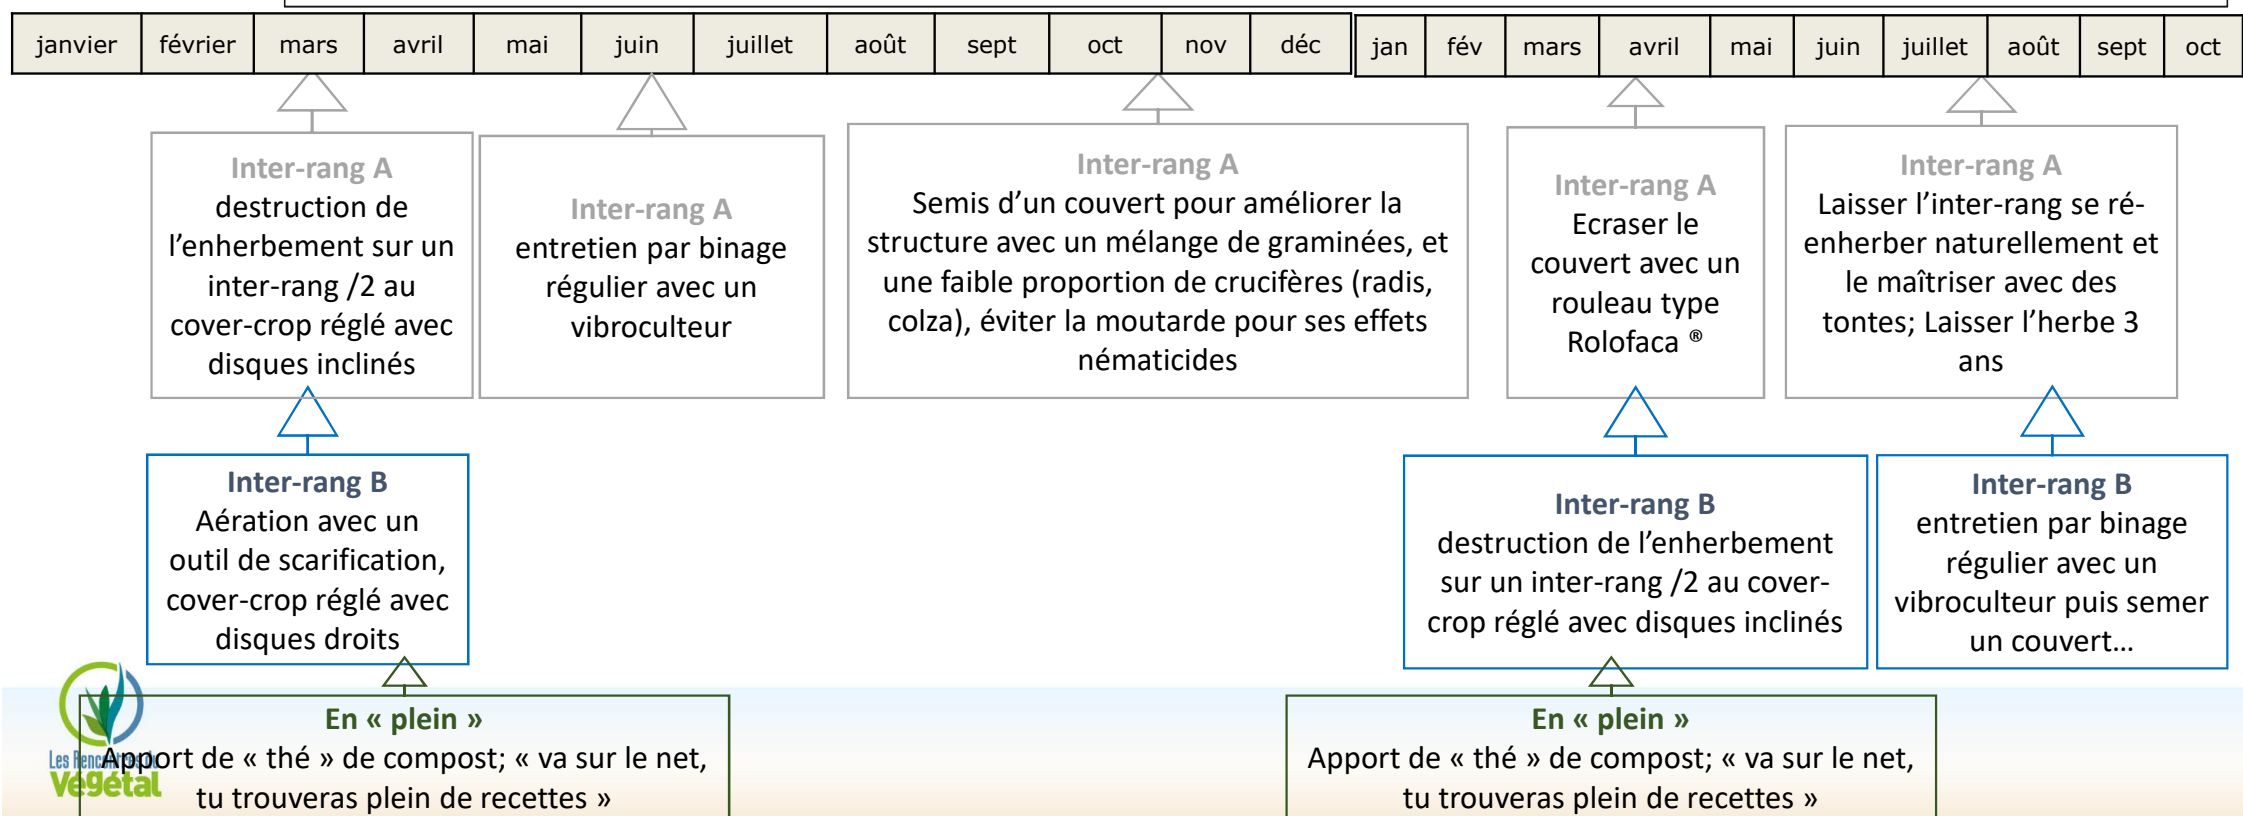 janvier février mars avril mai juin juillet août sept oct nov déc jan fév mars avril mai juin juillet août sept oct
Inter-rang A
destruction de
l’enherbement sur un
inter-rang /2 au
cover-crop réglé avec
disques inclinés
Inter-rang A
entretien par binage
régulier avec un
vibroculteur
Inter-rang A
Semis d’un couvert pour améliorer la
structure avec un mélange de graminées, et
une faible proportion de crucifères (radis,
colza), éviter la moutarde pour ses effets
nématicides
Inter-rang A
Ecraser le
couvert avec un
rouleau type
Rolofaca ®
Inter-rang A
Laisser l’inter-rang se ré-
enherber naturellement et
le maîtriser avec des
tontes; Laisser l’herbe 3
ans
Inter-rang B
Aération avec un
outil de scarification,
cover-crop réglé avec
disques droits
Inter-rang B
destruction de l’enherbement
sur un inter-rang /2 au cover-
crop réglé avec disques inclinés
Inter-rang B
entretien par binage
régulier avec un
vibroculteur puis semer
un couvert…
En « plein »
Apport de « thé » de compost; « va sur le net,
tu trouveras plein de recettes »
En « plein »
Apport de « thé » de compost; « va sur le net,
tu trouveras plein de recettes »
Les Rencontres du
Végétal